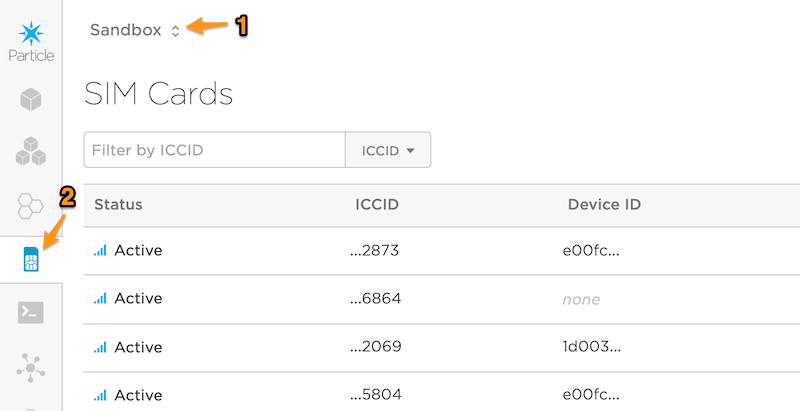 Sandbox 1
Particle
SIM Cards
Filter by ICCID ICCID
2
Status ICCID Device ID
Active ...2873 e00fc...
Active ...6864 none
Active ...2069 1d003...
Active ...5804 e00fc...